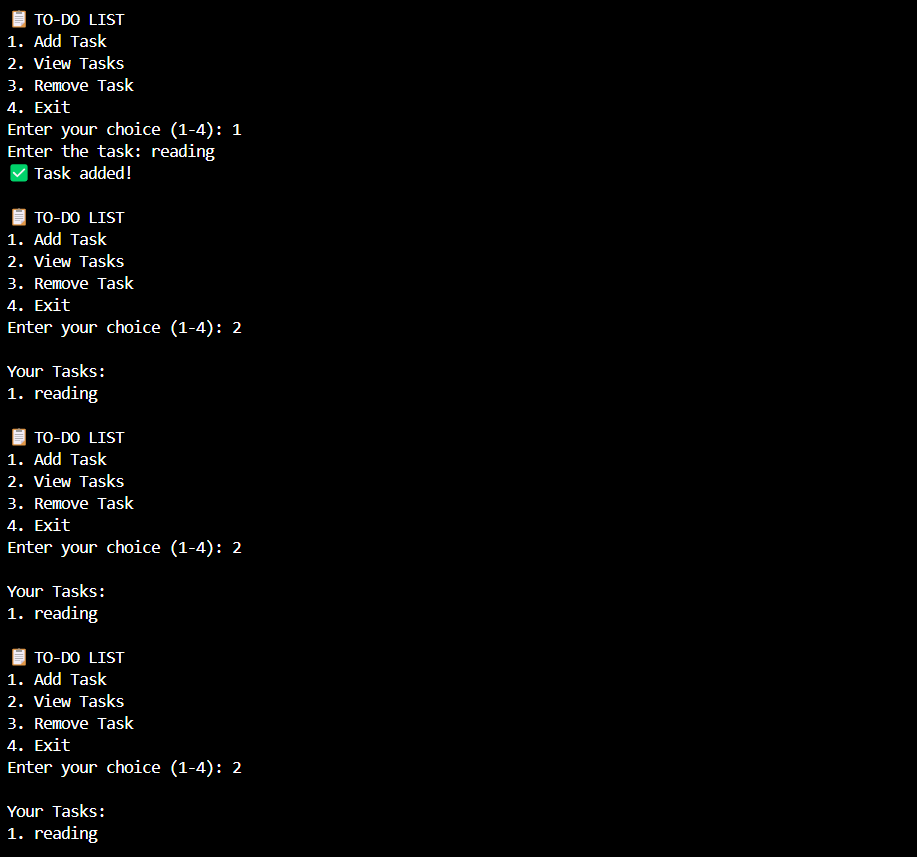 📋 TO-DO LIST
1. Add Task
2. View Tasks
3. Remove Task
4. Exit
Enter your choice (1-4): 1
Enter the task: reading
✅ Task added!

📋 TO-DO LIST
1. Add Task
2. View Tasks
3. Remove Task
4. Exit
Enter your choice (1-4): 2

Your Tasks:
1. reading

📋 TO-DO LIST
1. Add Task
2. View Tasks
3. Remove Task
4. Exit
Enter your choice (1-4): 2

Your Tasks:
1. reading

📋 TO-DO LIST
1. Add Task
2. View Tasks
3. Remove Task
4. Exit
Enter your choice (1-4): 2

Your Tasks:
1. reading